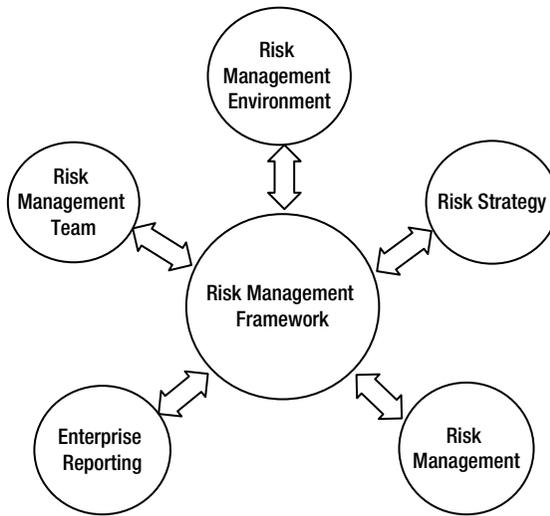 Risk
Management
Environment
Risk
Management
Team
Risk Strategy
Risk Management
Framework
Enterprise
Reporting
Risk
Management